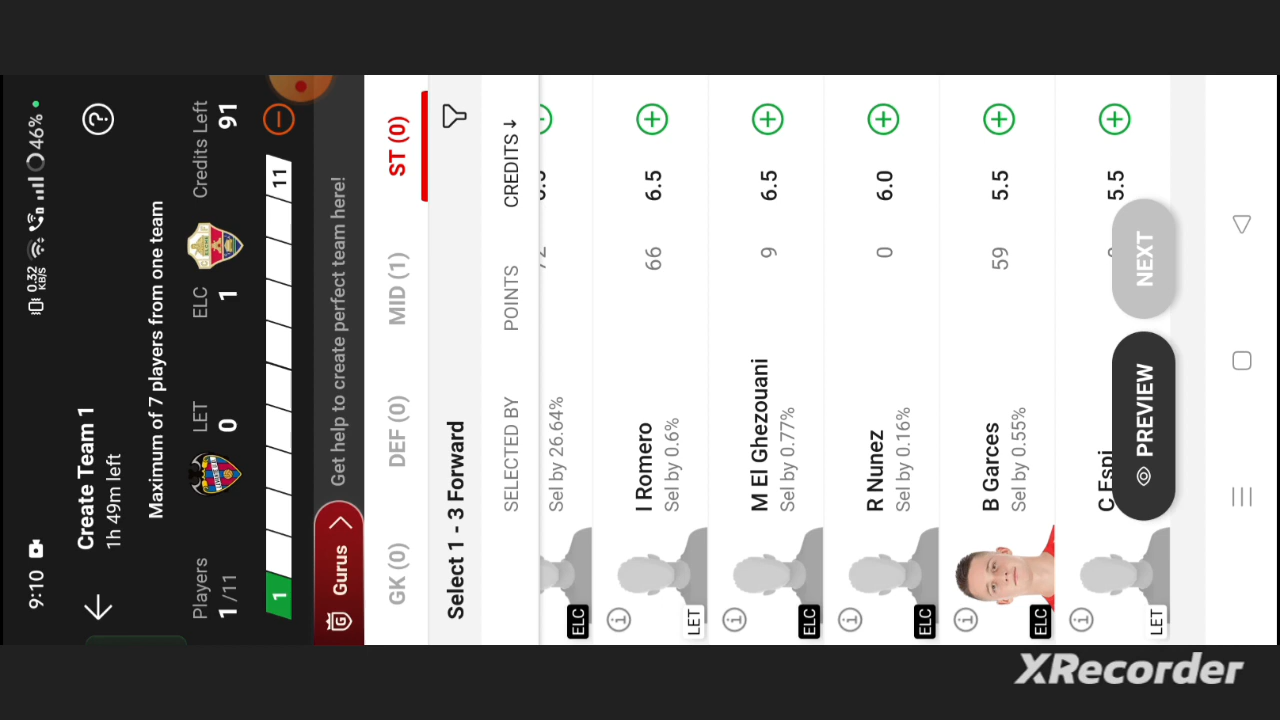 9:10
0.32
KB/S
46%
Create Team 1
1h 49m left
Maximum of 7 players from one team
Players
1/11
LET
0
ELC
1
Credits Left
91
1
11
Gurus
Get help to create perfect team here!
GK (0)
DEF (0)
MID (1)
ST (0)
Select 1 - 3 Forward
SELECTED BY
POINTS
CREDITS ↓
Sel by 26.64%
72
ELC
I Romero
Sel by 0.6%
66
6.5
LET
M El Ghezouani
Sel by 0.77%
9
6.5
ELC
R Nunez
Sel by 0.16%
0
6.0
ELC
B Garces
Sel by 0.55%
59
5.5
ELC
C Espi
5.5
LET
PREVIEW
NEXT
XRecorder